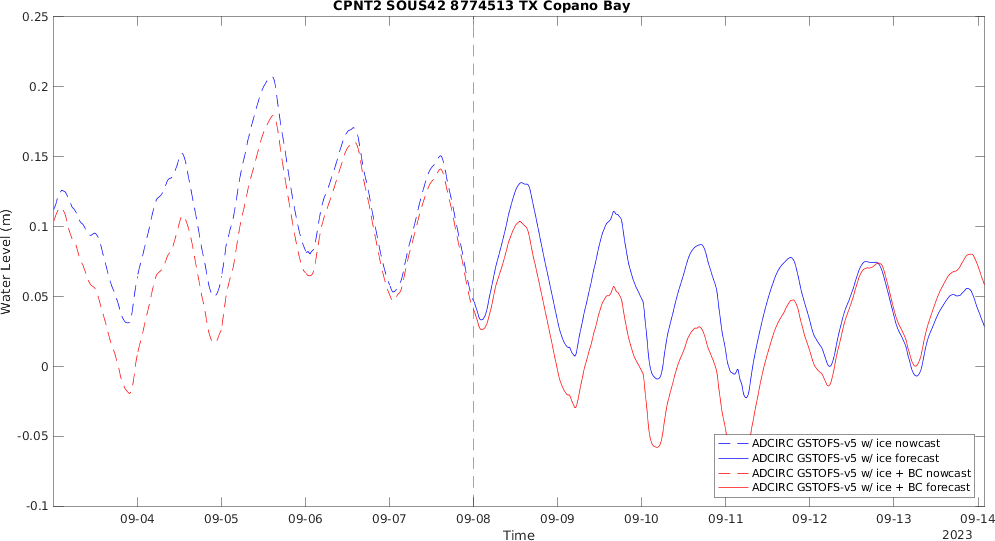 CPNT2 SOUS42 8774513 TX Copano Bay
0.25
0.2
0.15
0.1
0.05
0
-0.05
-0.1
Water Level (m)
ADCIRC GSTOFS-v5 w/ ice nowcast
ADCIRC GSTOFS-v5 w/ ice forecast
ADCIRC GSTOFS-v5 w/ ice + BC nowcast
ADCIRC GSTOFS-v5 w/ ice + BC forecast
09-04 09-05 09-06 09-07 09-08 09-09 09-10 09-11 09-12 09-13 09-14
Time
2023